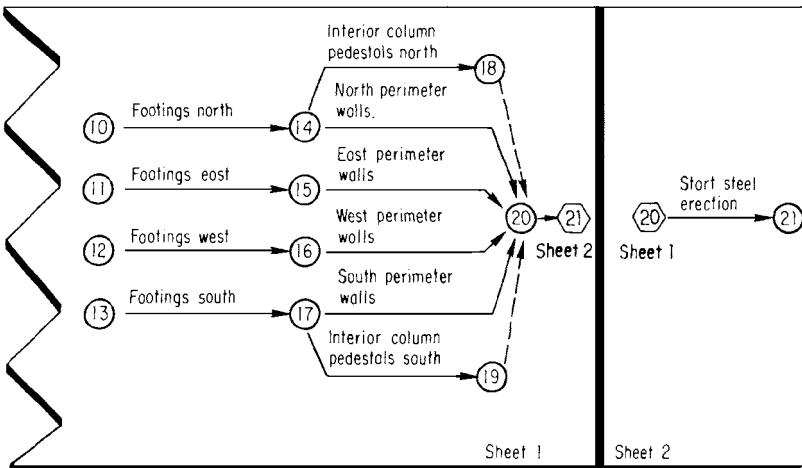 Interior column
pedestals north
18
North perimeter
walls.
10
Footings north
14
East perimeter
walls
11
Footings east
15
20
21
Sheet 2
West perimeter
walls
12
Footings west
16
South perimeter
walls
13
Footings south
17
Interior column
pedestals south
19
Sheet 1
20
Sheet 1
Start steel
erection
21
Sheet 2